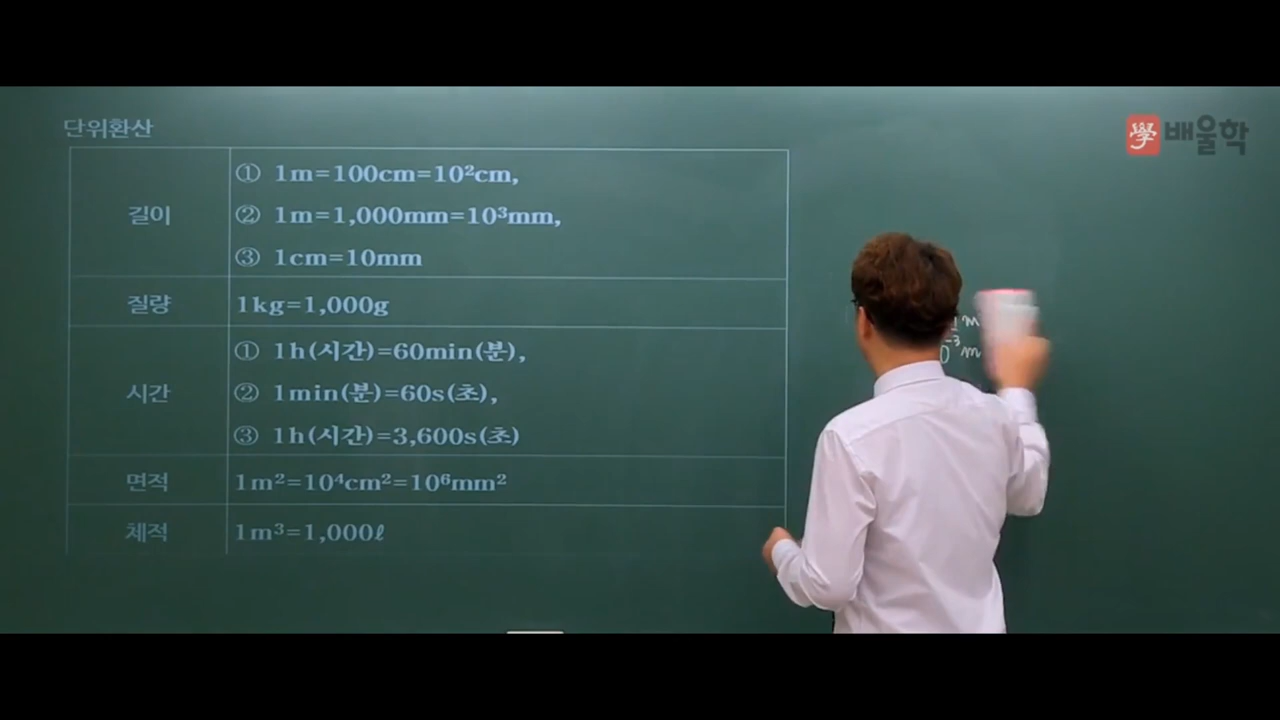 단위환산
學 배울학
길이
① 1m=100cm=10²cm,
② 1m=1,000mm=10³mm,
③ 1cm=10mm
질량
1kg=1,000g
시간
① 1h(시간)=60min(분),
② 1min(분)=60s(초),
③ 1h(시간)=3,600s(초)
면적
1m²=10⁴cm²=10⁶mm²
체적
1m³=1,000ℓ